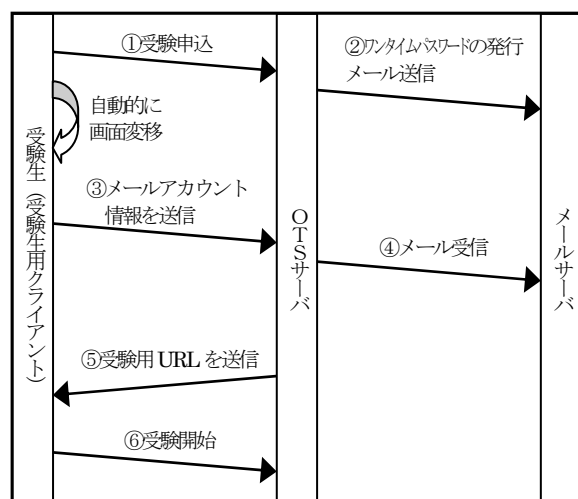 ①受験申込
②ワンタイムパスワードの発行
メール送信
自動的に
画面変移
受験生（受験生用クライアント）
③メールアカウント
情報を送信
OTSサーバ
④メール受信
メールサーバ
⑤受験用 URL を送信
⑥受験開始